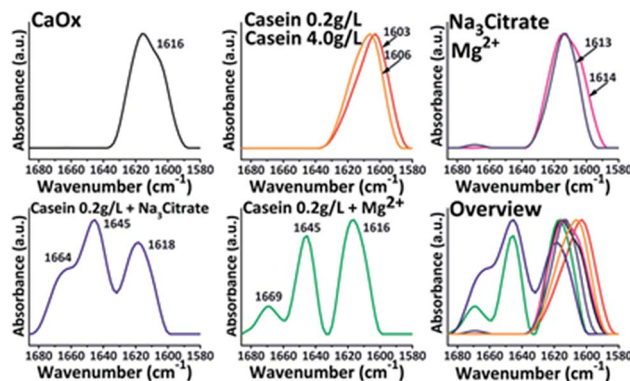 CaOx
1616
Absorbance (a.u.)
1680 1660 1640 1620 1600 1580
Wavenumber (cm⁻¹)
Casein 0.2g/L
Casein 4.0g/L
1603
1606
Absorbance (a.u.)
1680 1660 1640 1620 1600 1580
Wavenumber (cm⁻¹)
Na₃Citrate
Mg²⁺
1613
1614
Absorbance (a.u.)
1680 1660 1640 1620 1600 1580
Wavenumber (cm⁻¹)
Casein 0.2g/L + Na₃Citrate
1645
1664
1618
Absorbance (a.u.)
1680 1660 1640 1620 1600 1580
Wavenumber (cm⁻¹)
Casein 0.2g/L + Mg²⁺
1645
1616
1669
Absorbance (a.u.)
1680 1660 1640 1620 1600 1580
Wavenumber (cm⁻¹)
Overview
Absorbance (a.u.)
1680 1660 1640 1620 1600 1580
Wavenumber (cm⁻¹)